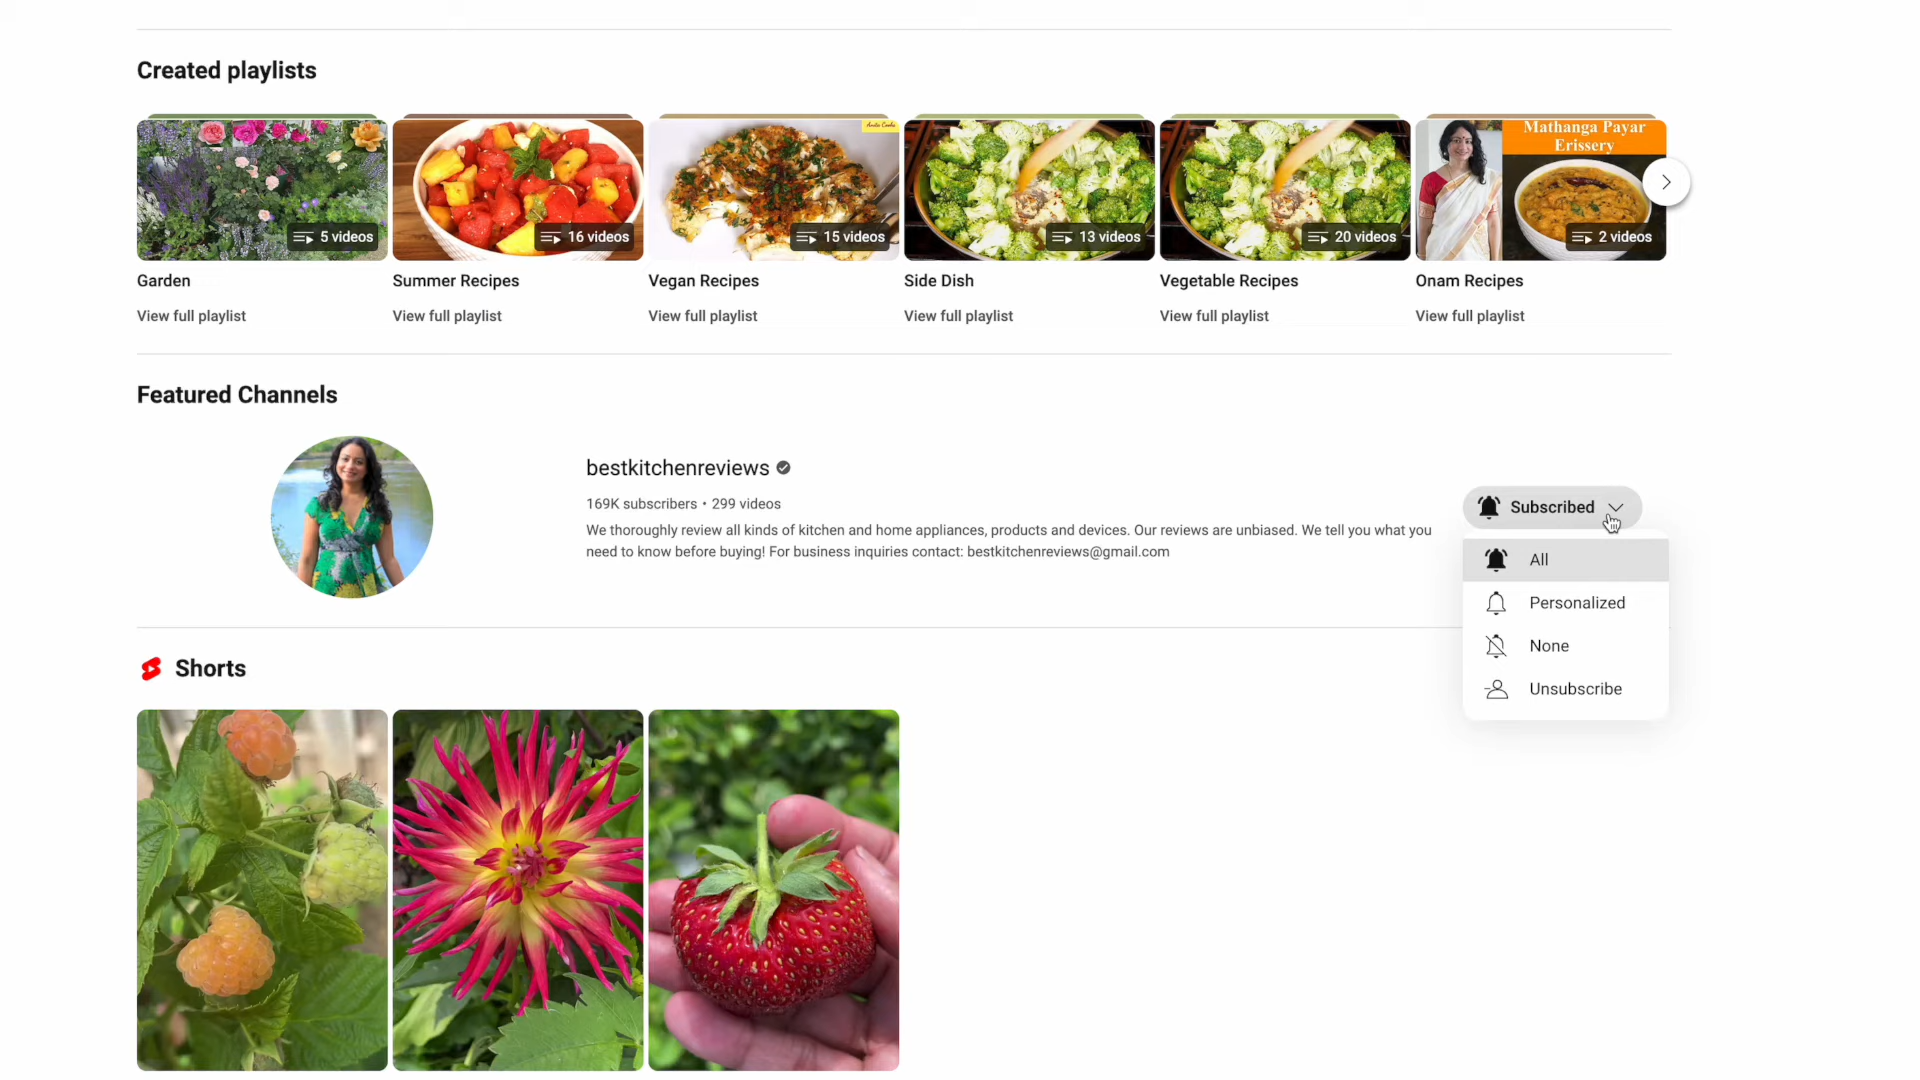 Created playlists
Anita Cooks
Mathanga Payar
Erissery
5 videos
16 videos
15 videos
13 videos
20 videos
2 videos
Garden
Summer Recipes
Vegan Recipes
Side Dish
Vegetable Recipes
Onam Recipes
View full playlist
View full playlist
View full playlist
View full playlist
View full playlist
View full playlist
Featured Channels
bestkitchenreviews
169K subscribers • 299 videos
We thoroughly review all kinds of kitchen and home appliances, products and devices. Our reviews are unbiased. We tell you what you
need to know before buying! For business inquiries contact: bestkitchenreviews@gmail.com
Subscribed
All
Personalized
None
Unsubscribe
Shorts